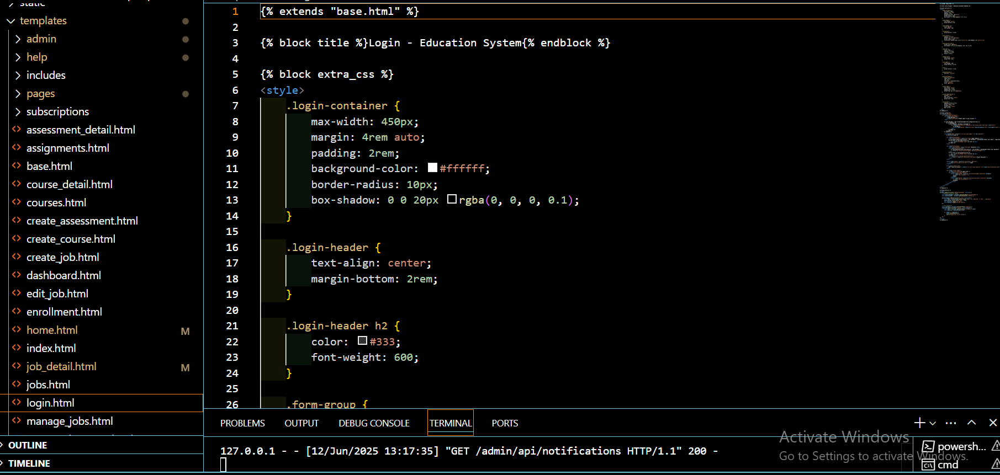 static
templates
admin
help
includes
pages
subscriptions
assessment_detail.html
assignments.html
base.html
course_detail.html
courses.html
create_assessment.html
create_course.html
create_job.html
dashboard.html
edit_job.html
enrollment.html
home.html M
index.html
job_detail.html M
jobs.html
login.html
manage_jobs.html
OUTLINE
TIMELINE
1 {% extends "base.html" %}
2
3 {% block title %}Login - Education System{% endblock %}
4
5 {% block extra_css %}
6 <style>
7 .login-container {
8 max-width: 450px;
9 margin: 4rem auto;
10 padding: 2rem;
11 background-color: #ffffff;
12 border-radius: 10px;
13 box-shadow: 0 0 20px rgba(0, 0, 0, 0.1);
14 }
15
16 .login-header {
17 text-align: center;
18 margin-bottom: 2rem;
19 }
20
21 .login-header h2 {
22 color: #333;
23 font-weight: 600;
24 }
25
26 .form-group {
PROBLEMS OUTPUT DEBUG CONSOLE TERMINAL PORTS
127.0.0.1 - - [12/Jun/2025 13:17:35] "GET /admin/api/notifications HTTP/1.1" 200 -
powersh...
cmd
Activate Windows
Go to Settings to activate Windows.